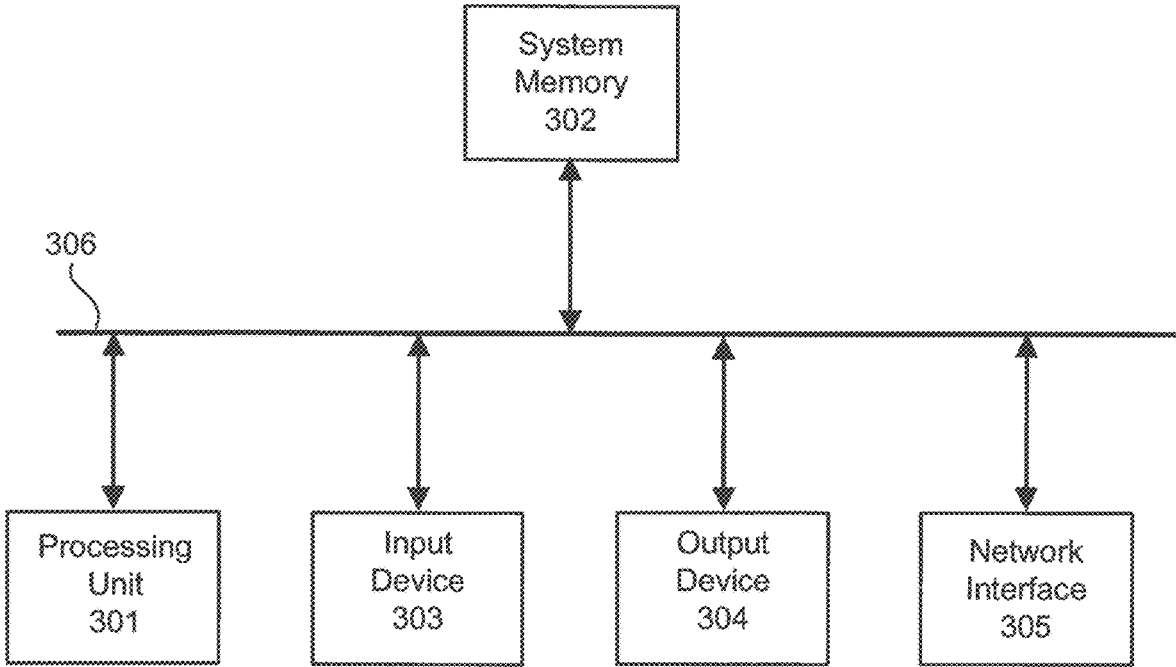 System
Memory
302
306
Processing
Unit
301
Input
Device
303
Output
Device
304
Network
Interface
305